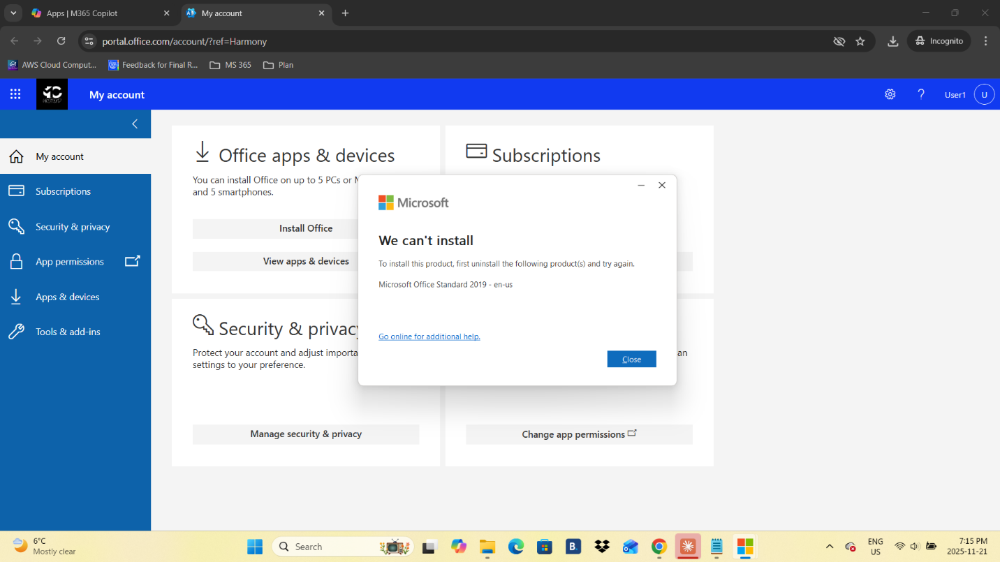 Apps | M365 Copilot
My account
portal.office.com/account/?ref=Harmony
Incognito
AWS Cloud Comput...
Feedback for Final R...
MS 365
Plan
My account
User1
U
My account
Subscriptions
Security & privacy
App permissions
Apps & devices
Tools & add-ins
Office apps & devices
You can install Office on up to 5 PCs or M
and 5 smartphones.
Install Office
View apps & devices
Subscriptions
Security & privacy
Protect your account and adjust importa
settings to your preference.
Manage security & privacy
an
Change app permissions
Microsoft
We can't install
To install this product, first uninstall the following product(s) and try again.
Microsoft Office Standard 2019 - en-us
Go online for additional help.
Close
6°C
Mostly clear
Search
B.
ENG
US
7:15 PM
2025-11-21